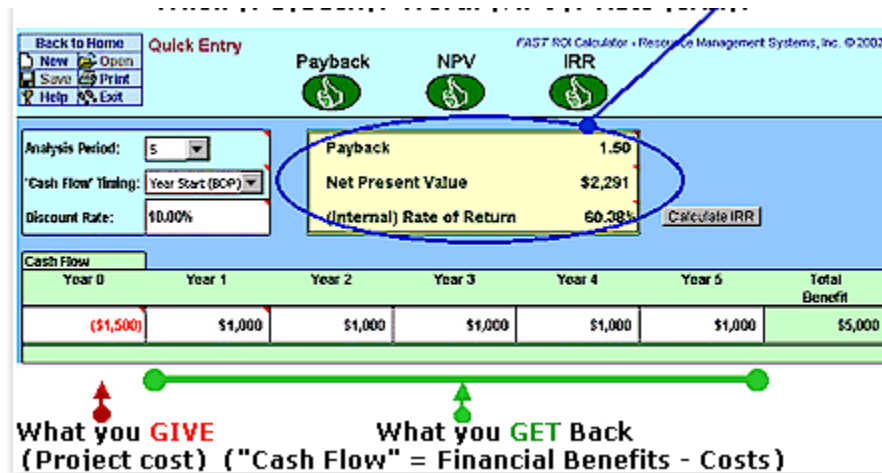 Back to Home
New Open
Save Print
Help Exit
Quick Entry
FAST ROI Calculator - Resource Management Systems, Inc. © 2002
Payback NPV IRR
Analysis Period: 5
'Cash Flow' Timing: Year Start (BOP)
Discount Rate: 10.00%
Payback 1.50
Net Present Value $2,291
(Internal) Rate of Return 60.38%
Calculate IRR
Cash Flow
Year 0 Year 1 Year 2 Year 3 Year 4 Year 5 Total
Benefit
($1,500) $1,000 $1,000 $1,000 $1,000 $1,000 $5,000
What you GIVE What you GET Back
(Project cost) ("Cash Flow" = Financial Benefits - Costs)